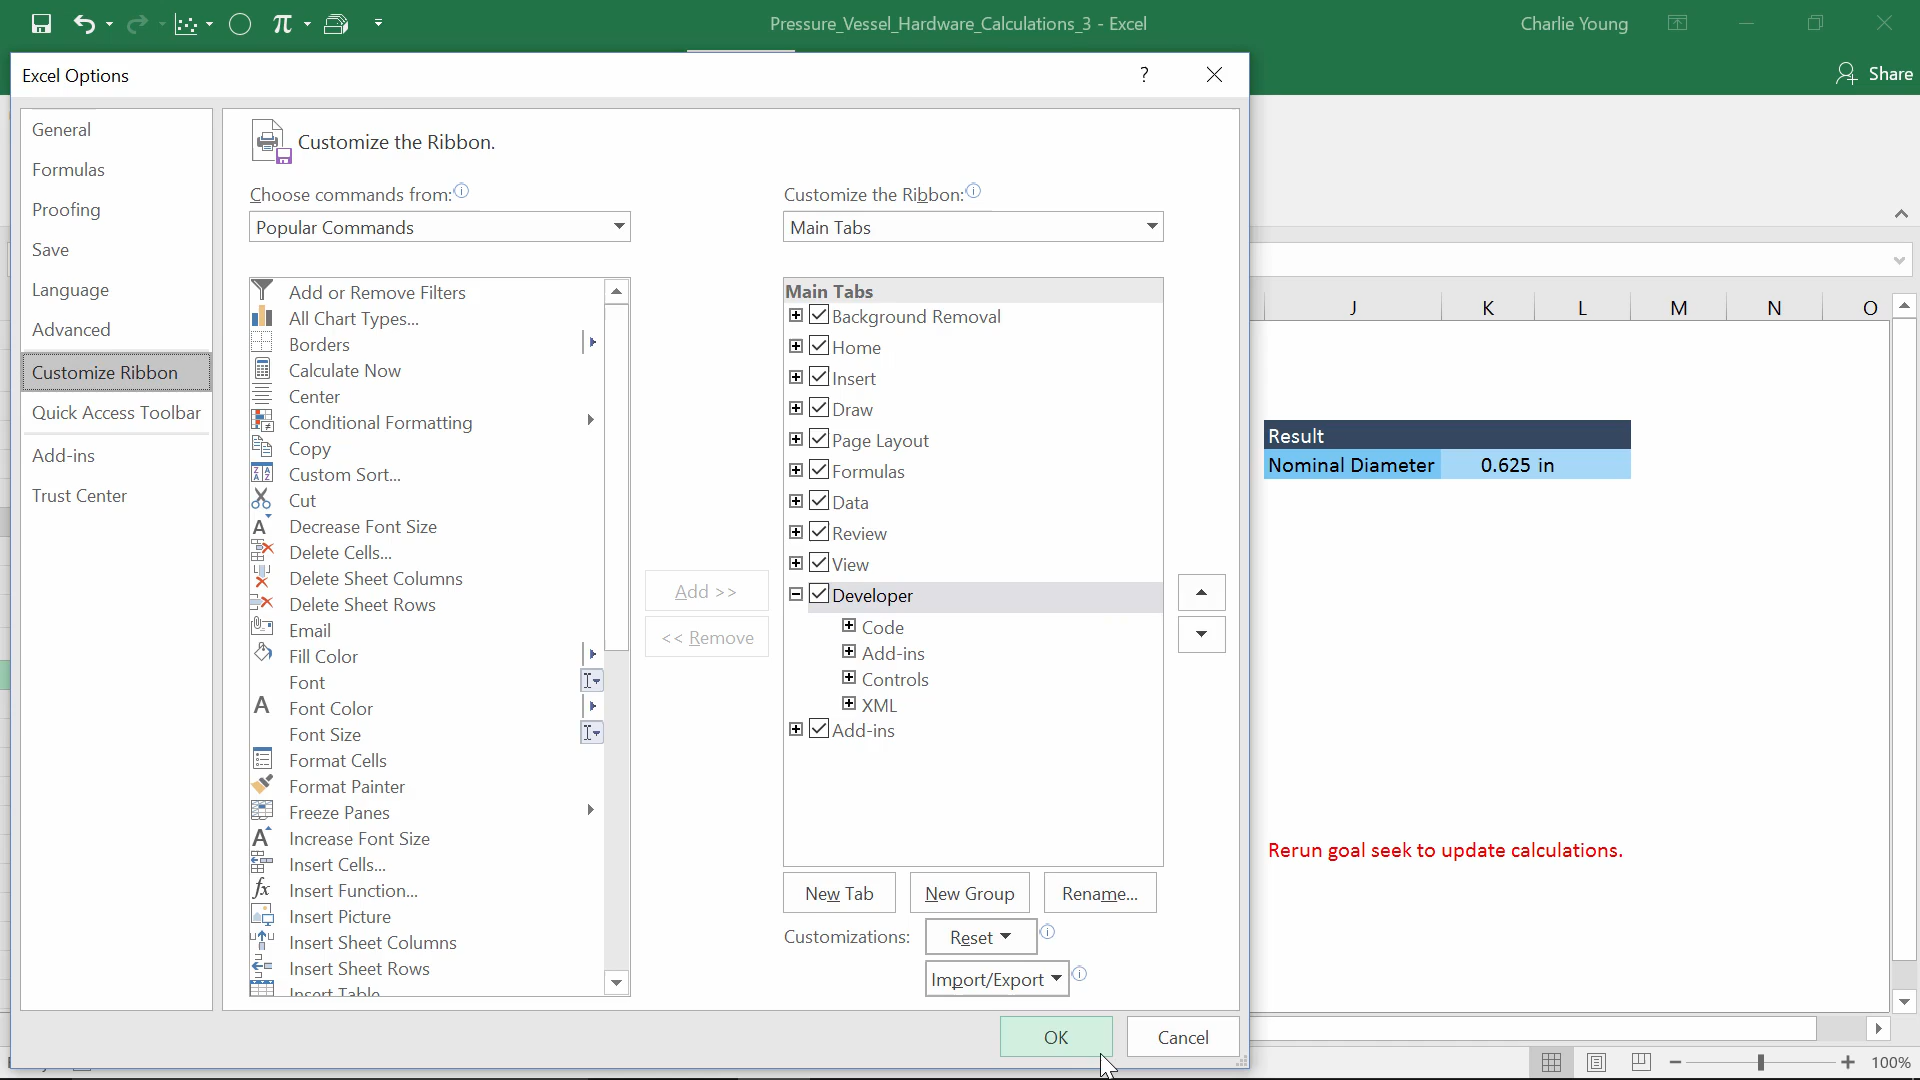 Pressure_Vessel_Hardware_Calculations_3 - Excel
Charlie Young
Share
Excel Options
?
General
Formulas
Proofing
Save
Language
Advanced
Customize Ribbon
Quick Access Toolbar
Add-ins
Trust Center
Customize the Ribbon.
Choose commands from:
Popular Commands
Add or Remove Filters
All Chart Types...
Borders
Calculate Now
Center
Conditional Formatting
Copy
Custom Sort...
Cut
Decrease Font Size
Delete Cells...
Delete Sheet Columns
Delete Sheet Rows
Email
Fill Color
Font
Font Color
Font Size
Format Cells
Format Painter
Freeze Panes
Increase Font Size
Insert Cells...
Insert Function...
Insert Picture
Insert Sheet Columns
Insert Sheet Rows
Insert Table
Add >>
<< Remove
Customize the Ribbon:
Main Tabs
Main Tabs
Background Removal
Home
Insert
Draw
Page Layout
Formulas
Data
Review
View
Developer
Code
Add-ins
Controls
XML
Add-ins
New Tab New Group Rename...
Customizations: Reset
Import/Export
OK Cancel
J K L M N O
Result
Nominal Diameter 0.625 in
Rerun goal seek to update calculations.
100%